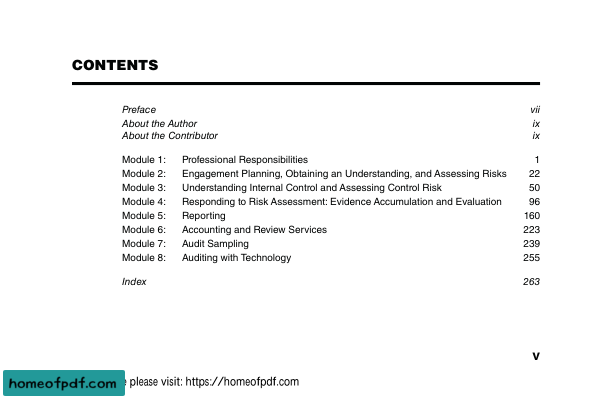 CONTENTS
Preface vii
About the Author ix
About the Contributor ix
Module 1: Professional Responsibilities 1
Module 2: Engagement Planning, Obtaining an Understanding, and Assessing Risks 22
Module 3: Understanding Internal Control and Assessing Control Risk 50
Module 4: Responding to Risk Assessment: Evidence Accumulation and Evaluation 96
Module 5: Reporting 160
Module 6: Accounting and Review Services 223
Module 7: Audit Sampling 239
Module 8: Auditing with Technology 255
Index 263
v
homeofpdf.com please visit: https://homeofpdf.com